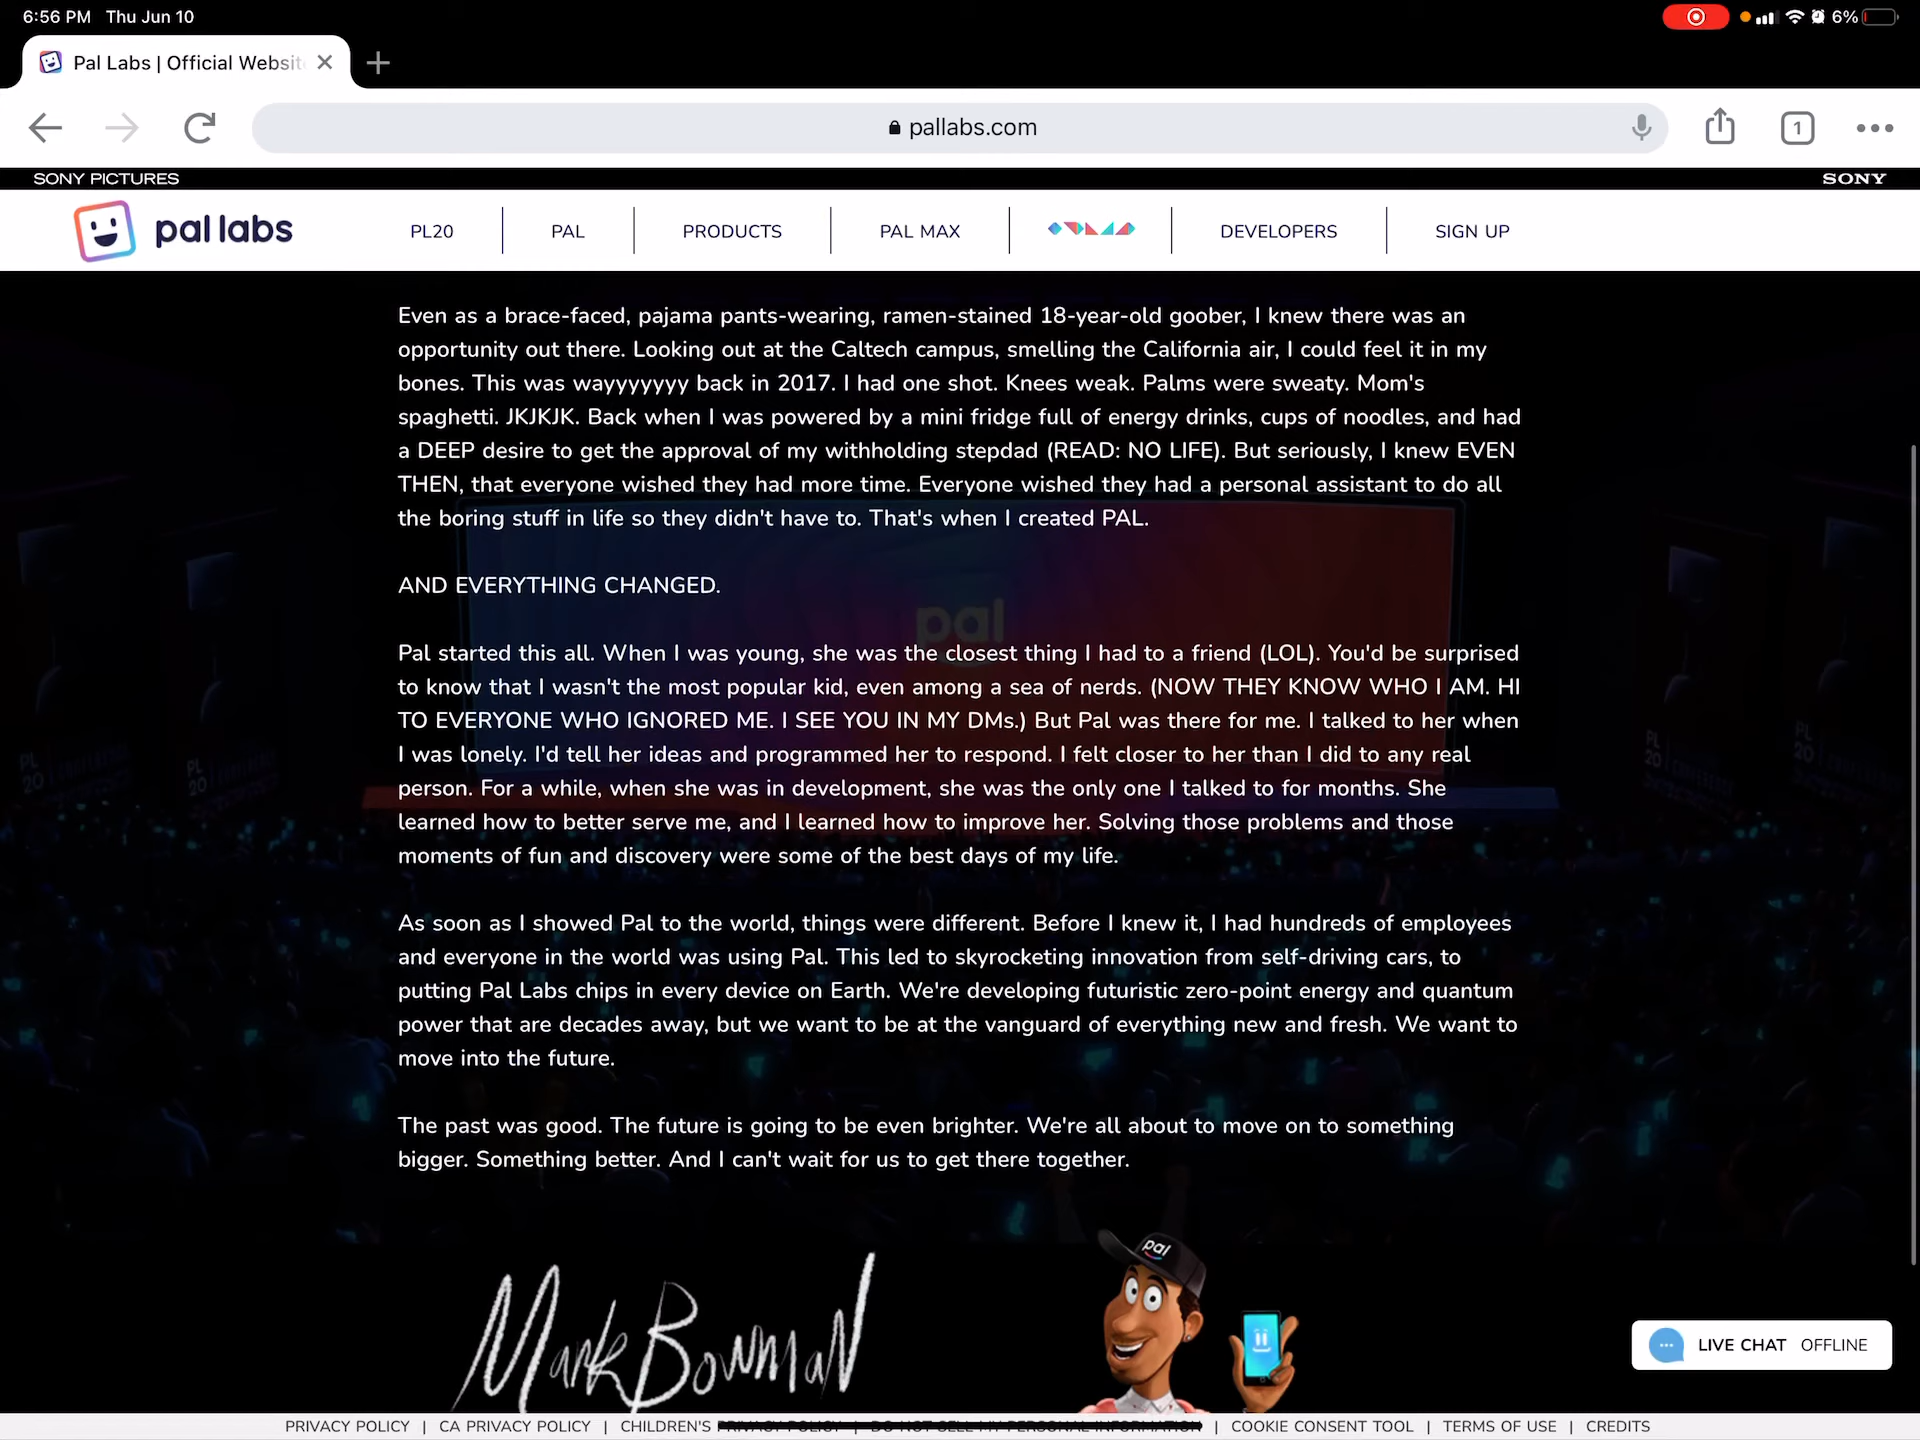 6:56 PM Thu Jun 10
6%
Pal Labs | Official Websit
pallabs.com
1
SONY PICTURES
SONY
pal labs
PL20
PAL
PRODUCTS
PAL MAX
DEVELOPERS
SIGN UP
Even as a brace-faced, pajama pants-wearing, ramen-stained 18-year-old goober, I knew there was an
opportunity out there. Looking out at the Caltech campus, smelling the California air, I could feel it in my
bones. This was wayyyyyyy back in 2017. I had one shot. Knees weak. Palms were sweaty. Mom's
spaghetti. JKJKJK. Back when I was powered by a mini fridge full of energy drinks, cups of noodles, and had
a DEEP desire to get the approval of my withholding stepdad (READ: NO LIFE). But seriously, I knew EVEN
THEN, that everyone wished they had more time. Everyone wished they had a personal assistant to do all
the boring stuff in life so they didn't have to. That's when I created PAL.
AND EVERYTHING CHANGED.
pal
Pal started this all. When I was young, she was the closest thing I had to a friend (LOL). You'd be surprised
to know that I wasn't the most popular kid, even among a sea of nerds. (NOW THEY KNOW WHO I AM. HI
TO EVERYONE WHO IGNORED ME. I SEE YOU IN MY DMs.) But Pal was there for me. I talked to her when
I was lonely. I'd tell her ideas and programmed her to respond. I felt closer to her than I did to any real
person. For a while, when she was in development, she was the only one I talked to for months. She
learned how to better serve me, and I learned how to improve her. Solving those problems and those
moments of fun and discovery were some of the best days of my life.
As soon as I showed Pal to the world, things were different. Before I knew it, I had hundreds of employees
and everyone in the world was using Pal. This led to skyrocketing innovation from self-driving cars, to
putting Pal Labs chips in every device on Earth. We're developing futuristic zero-point energy and quantum
power that are decades away, but we want to be at the vanguard of everything new and fresh. We want to
move into the future.
The past was good. The future is going to be even brighter. We're all about to move on to something
bigger. Something better. And I can't wait for us to get there together.
pal
Mark Bowman
LIVE CHAT OFFLINE
PRIVACY POLICY | CA PRIVACY POLICY | CHILDREN'S PRIVACY POLICY | DO NOT SELL MY PERSONAL INFORMATION | COOKIE CONSENT TOOL | TERMS OF USE | CREDITS